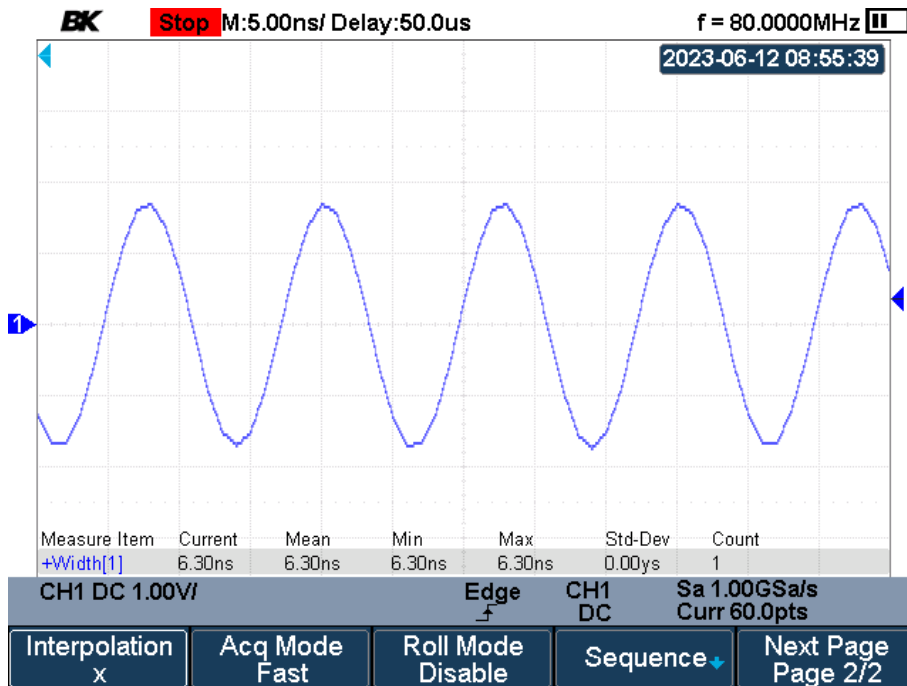 BK Stop M:5.00ns/ Delay:50.0us f = 80.0000MHz
2023-06-12 08:55:39
1
Measure Item Current Mean Min Max Std-Dev Count
+Width[1] 6.30ns 6.30ns 6.30ns 6.30ns 0.00ys 1
CH1 DC 1.00V/ Edge CH1 Sa 1.00GSa/s
DC Curr 60.0pts
Interpolation Acq Mode Roll Mode Sequence Next Page
x Fast Disable Page 2/2